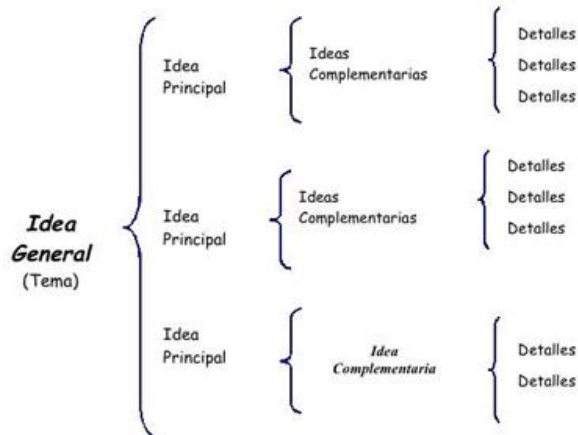 Idea
General
(Tema)
Idea
Principal
Ideas
Complementarias
Detalles
Detalles
Detalles
Idea
Principal
Ideas
Complementarias
Detalles
Detalles
Detalles
Idea
Principal
Idea
Complementaria
Detalles
Detalles